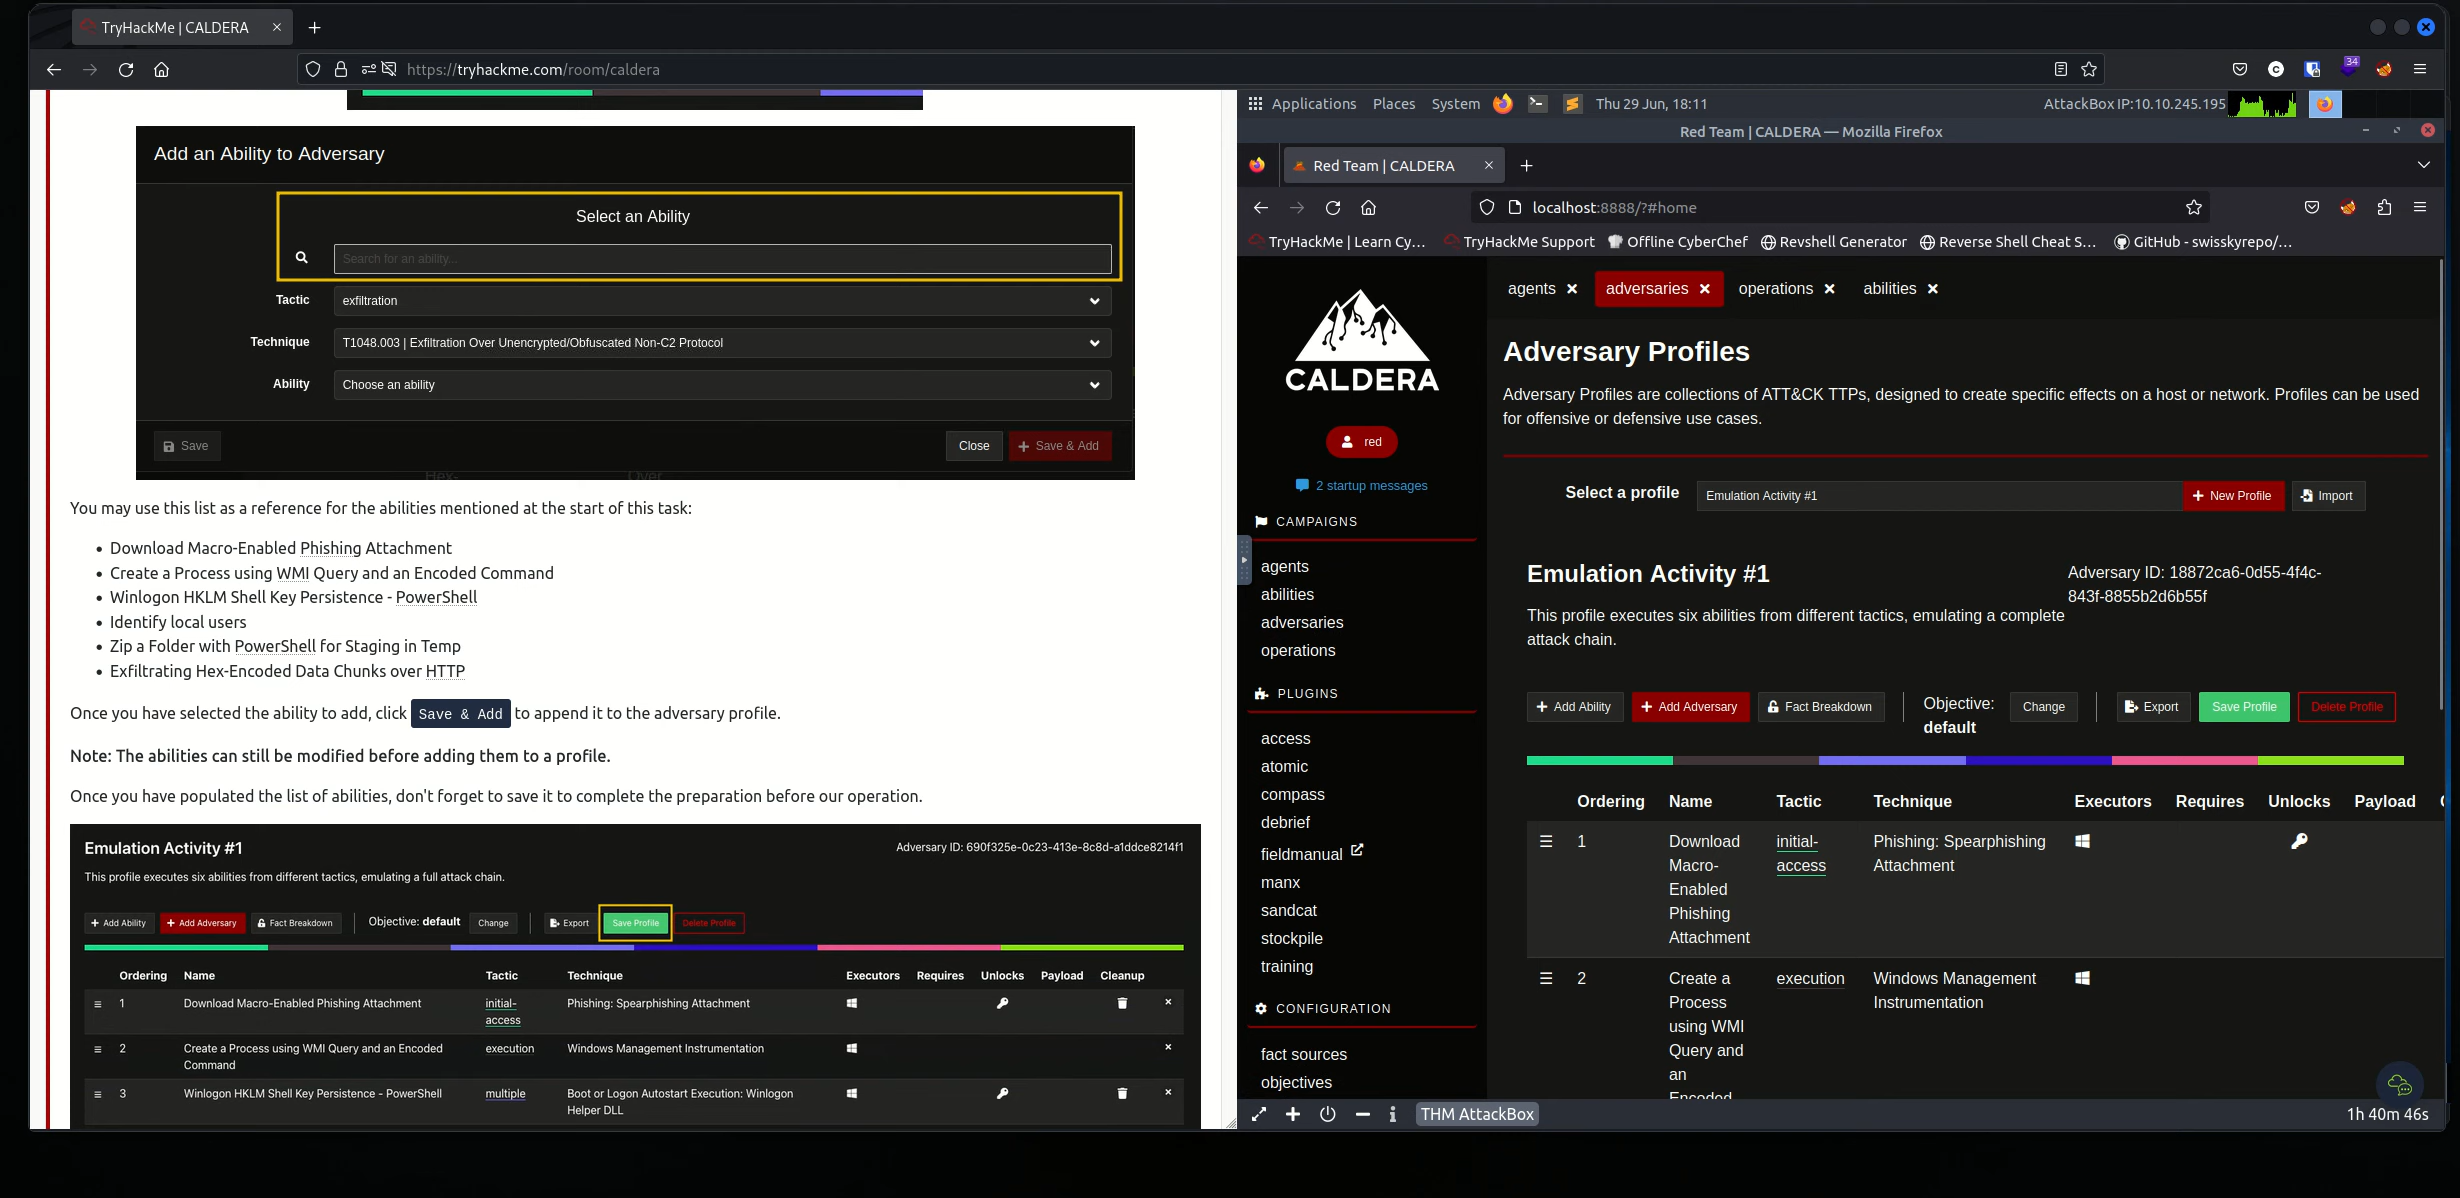 TryHackMe | CALDERA
https://tryhackme.com/room/caldera
34
Add an Ability to Adversary
Select an Ability
Search for an ability...
Tactic
exfiltration
Technique
T1048.003 | Exfiltration Over Unencrypted/Obfuscated Non-C2 Protocol
Ability
Choose an ability
Save
Close
Save & Add
Hex-
Over
You may use this list as a reference for the abilities mentioned at the start of this task:
• Download Macro-Enabled Phishing Attachment
• Create a Process using WMI Query and an Encoded Command
• Winlogon HKLM Shell Key Persistence - PowerShell
• Identify local users
• Zip a Folder with PowerShell for Staging in Temp
• Exfiltrating Hex-Encoded Data Chunks over HTTP
Once you have selected the ability to add, click Save & Add to append it to the adversary profile.
Note: The abilities can still be modified before adding them to a profile.
Once you have populated the list of abilities, don't forget to save it to complete the preparation before our operation.
Emulation Activity #1
Adversary ID: 690f325e-0c23-413e-8c8d-a1ddce8214f1
This profile executes six abilities from different tactics, emulating a full attack chain.
+ Add Ability + Add Adversary Fact Breakdown Objective: default Change Export Save Profile Delete Profile
Ordering Name Tactic Technique Executors Requires Unlocks Payload Cleanup
1 Download Macro-Enabled Phishing Attachment initial-access Phishing: Spearphishing Attachment
2 Create a Process using WMI Query and an Encoded Command execution Windows Management Instrumentation
3 Winlogon HKLM Shell Key Persistence - PowerShell multiple Boot or Logon Autostart Execution: Winlogon Helper DLL
Applications Places System Thu 29 Jun, 18:11 AttackBox IP:10.10.245.195
Red Team | CALDERA — Mozilla Firefox
Red Team | CALDERA
localhost:8888/?#home
TryHackMe | Learn Cy... TryHackMe Support Offline CyberChef Revshell Generator Reverse Shell Cheat S... GitHub - swisskyrepo/...
CALDERA
red
2 startup messages
CAMPAIGNS
agents
abilities
adversaries
operations
PLUGINS
access
atomic
compass
debrief
fieldmanual
manx
sandcat
stockpile
training
CONFIGURATION
fact sources
objectives
agents adversaries operations abilities
Adversary Profiles
Adversary Profiles are collections of ATT&CK TTPs, designed to create specific effects on a host or network. Profiles can be used
for offensive or defensive use cases.
Select a profile Emulation Activity #1 + New Profile Import
Emulation Activity #1
Adversary ID: 18872ca6-0d55-4f4c-
843f-8855b2d6b55f
This profile executes six abilities from different tactics, emulating a complete
attack chain.
+ Add Ability + Add Adversary Fact Breakdown Objective: default Change Export Save Profile Delete Profile
Ordering Name Tactic Technique Executors Requires Unlocks Payload
1 Download Macro-Enabled Phishing Attachment initial-access Phishing: Spearphishing Attachment
2 Create a Process using WMI Query and an Encoded execution Windows Management Instrumentation
THM AttackBox
1h 40m 46s